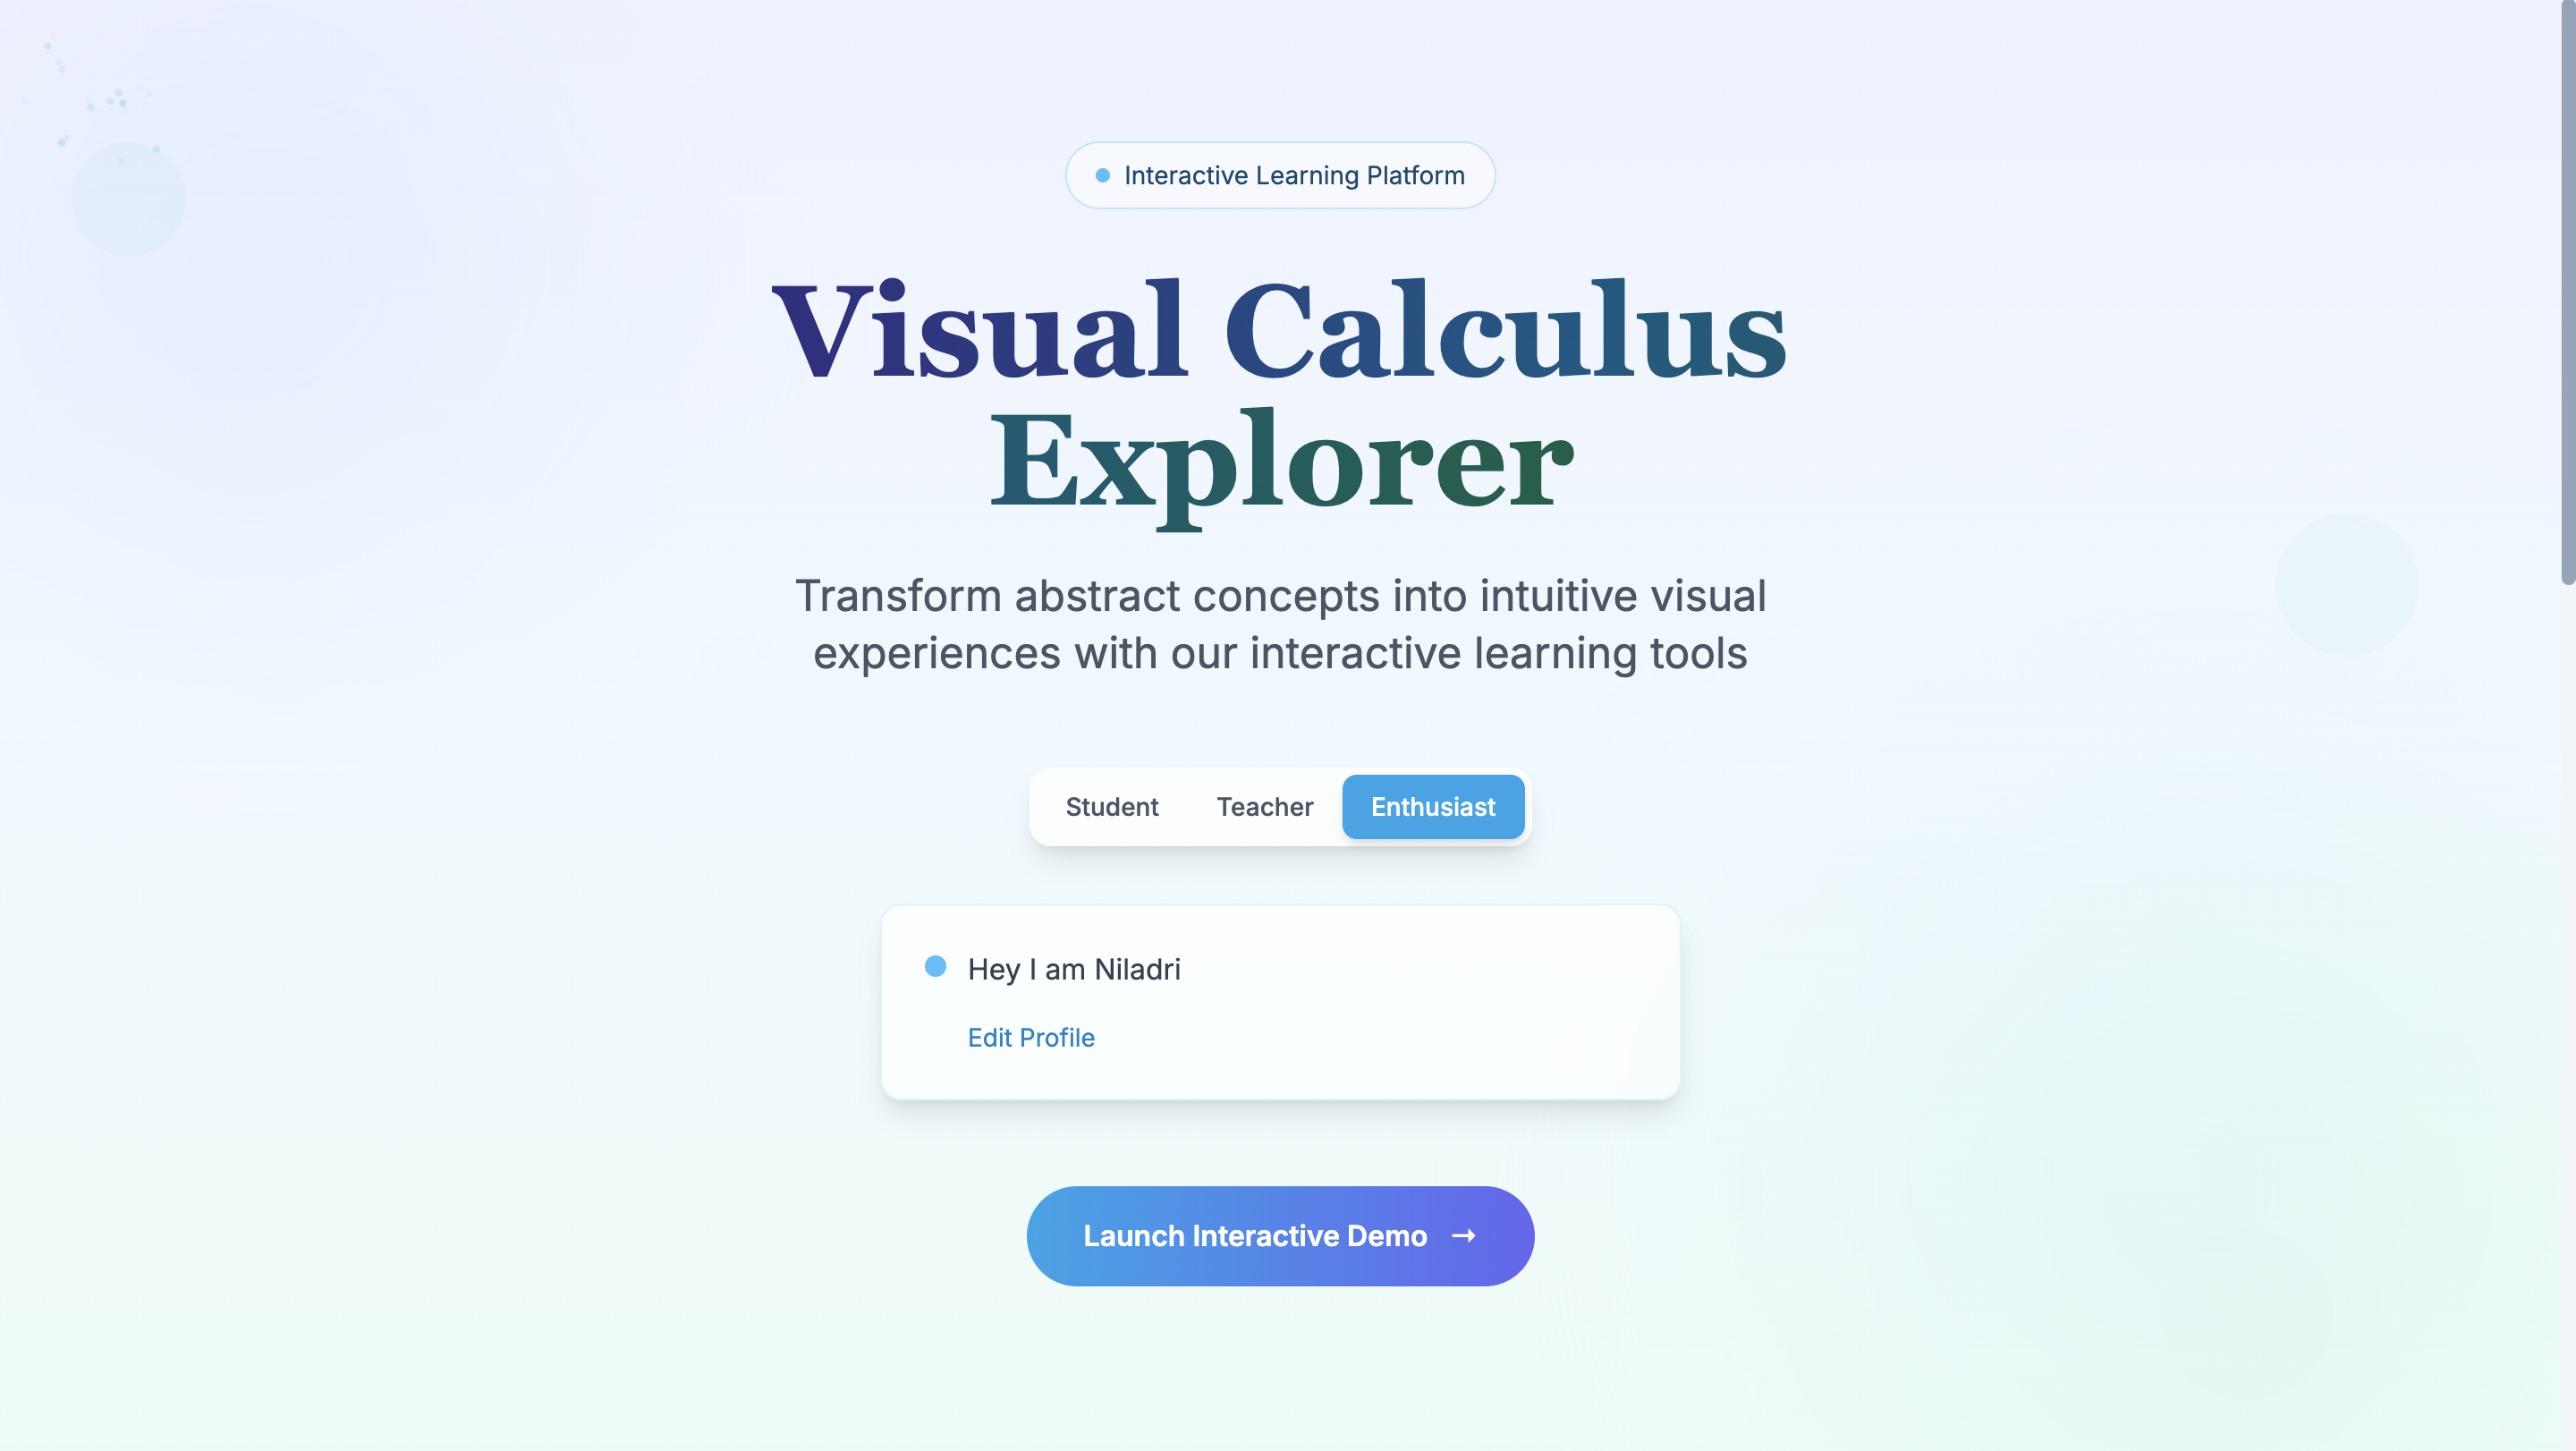 Interactive Learning Platform
Visual Calculus
Explorer
Transform abstract concepts into intuitive visual
experiences with our interactive learning tools
Student Teacher Enthusiast
Hey I am Niladri
Edit Profile
Launch Interactive Demo →